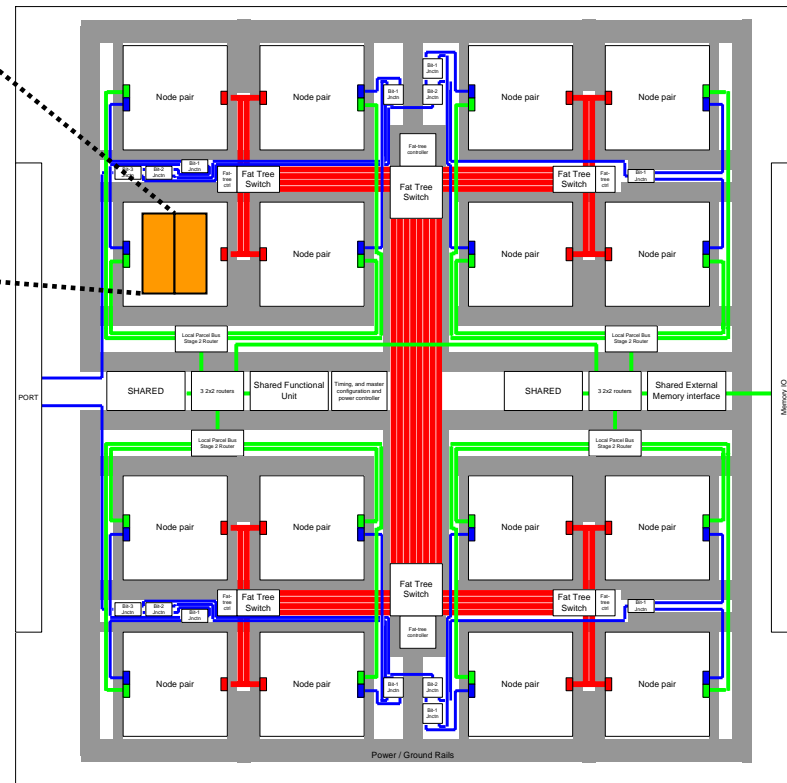 Node pair
Node pair
Node pair
Node pair
Bit-1
Jnctn
Bit-1
Jnctn
Bit-2
Jnctn
Fat-tree
controller
Bit-3
Jnctn
Bit-2
Jnctn
Bit-1
Jnctn
Fat-
tree
ctrl
Fat Tree
Switch
Fat Tree
Switch
Fat Tree
Switch
Fat-
tree
ctrl
Bit-1
Jnctn
Node pair
Node pair
Node pair
Local Parcel Bus
Stage 2 Router
Local Parcel Bus
Stage 2 Router
PORT
SHARED
3 2x2 routers
Shared Functional
Unit
Timing, and master
configuration and
power controller
SHARED
3 2x2 routers
Shared External
Memory interface
Memory IO
Local Parcel Bus
Stage 2 Router
Local Parcel Bus
Stage 2 Router
Node pair
Node pair
Node pair
Node pair
Bit-3
Jnctn
Bit-2
Jnctn
Bit-1
Jnctn
Fat-
tree
ctrl
Fat Tree
Switch
Fat Tree
Switch
Fat Tree
Switch
Fat-
tree
ctrl
Bit-1
Jnctn
Fat-tree
controller
Node pair
Node pair
Bit-1
Jnctn
Bit-2
Jnctn
Bit-1
Jnctn
Node pair
Node pair
Power / Ground Rails